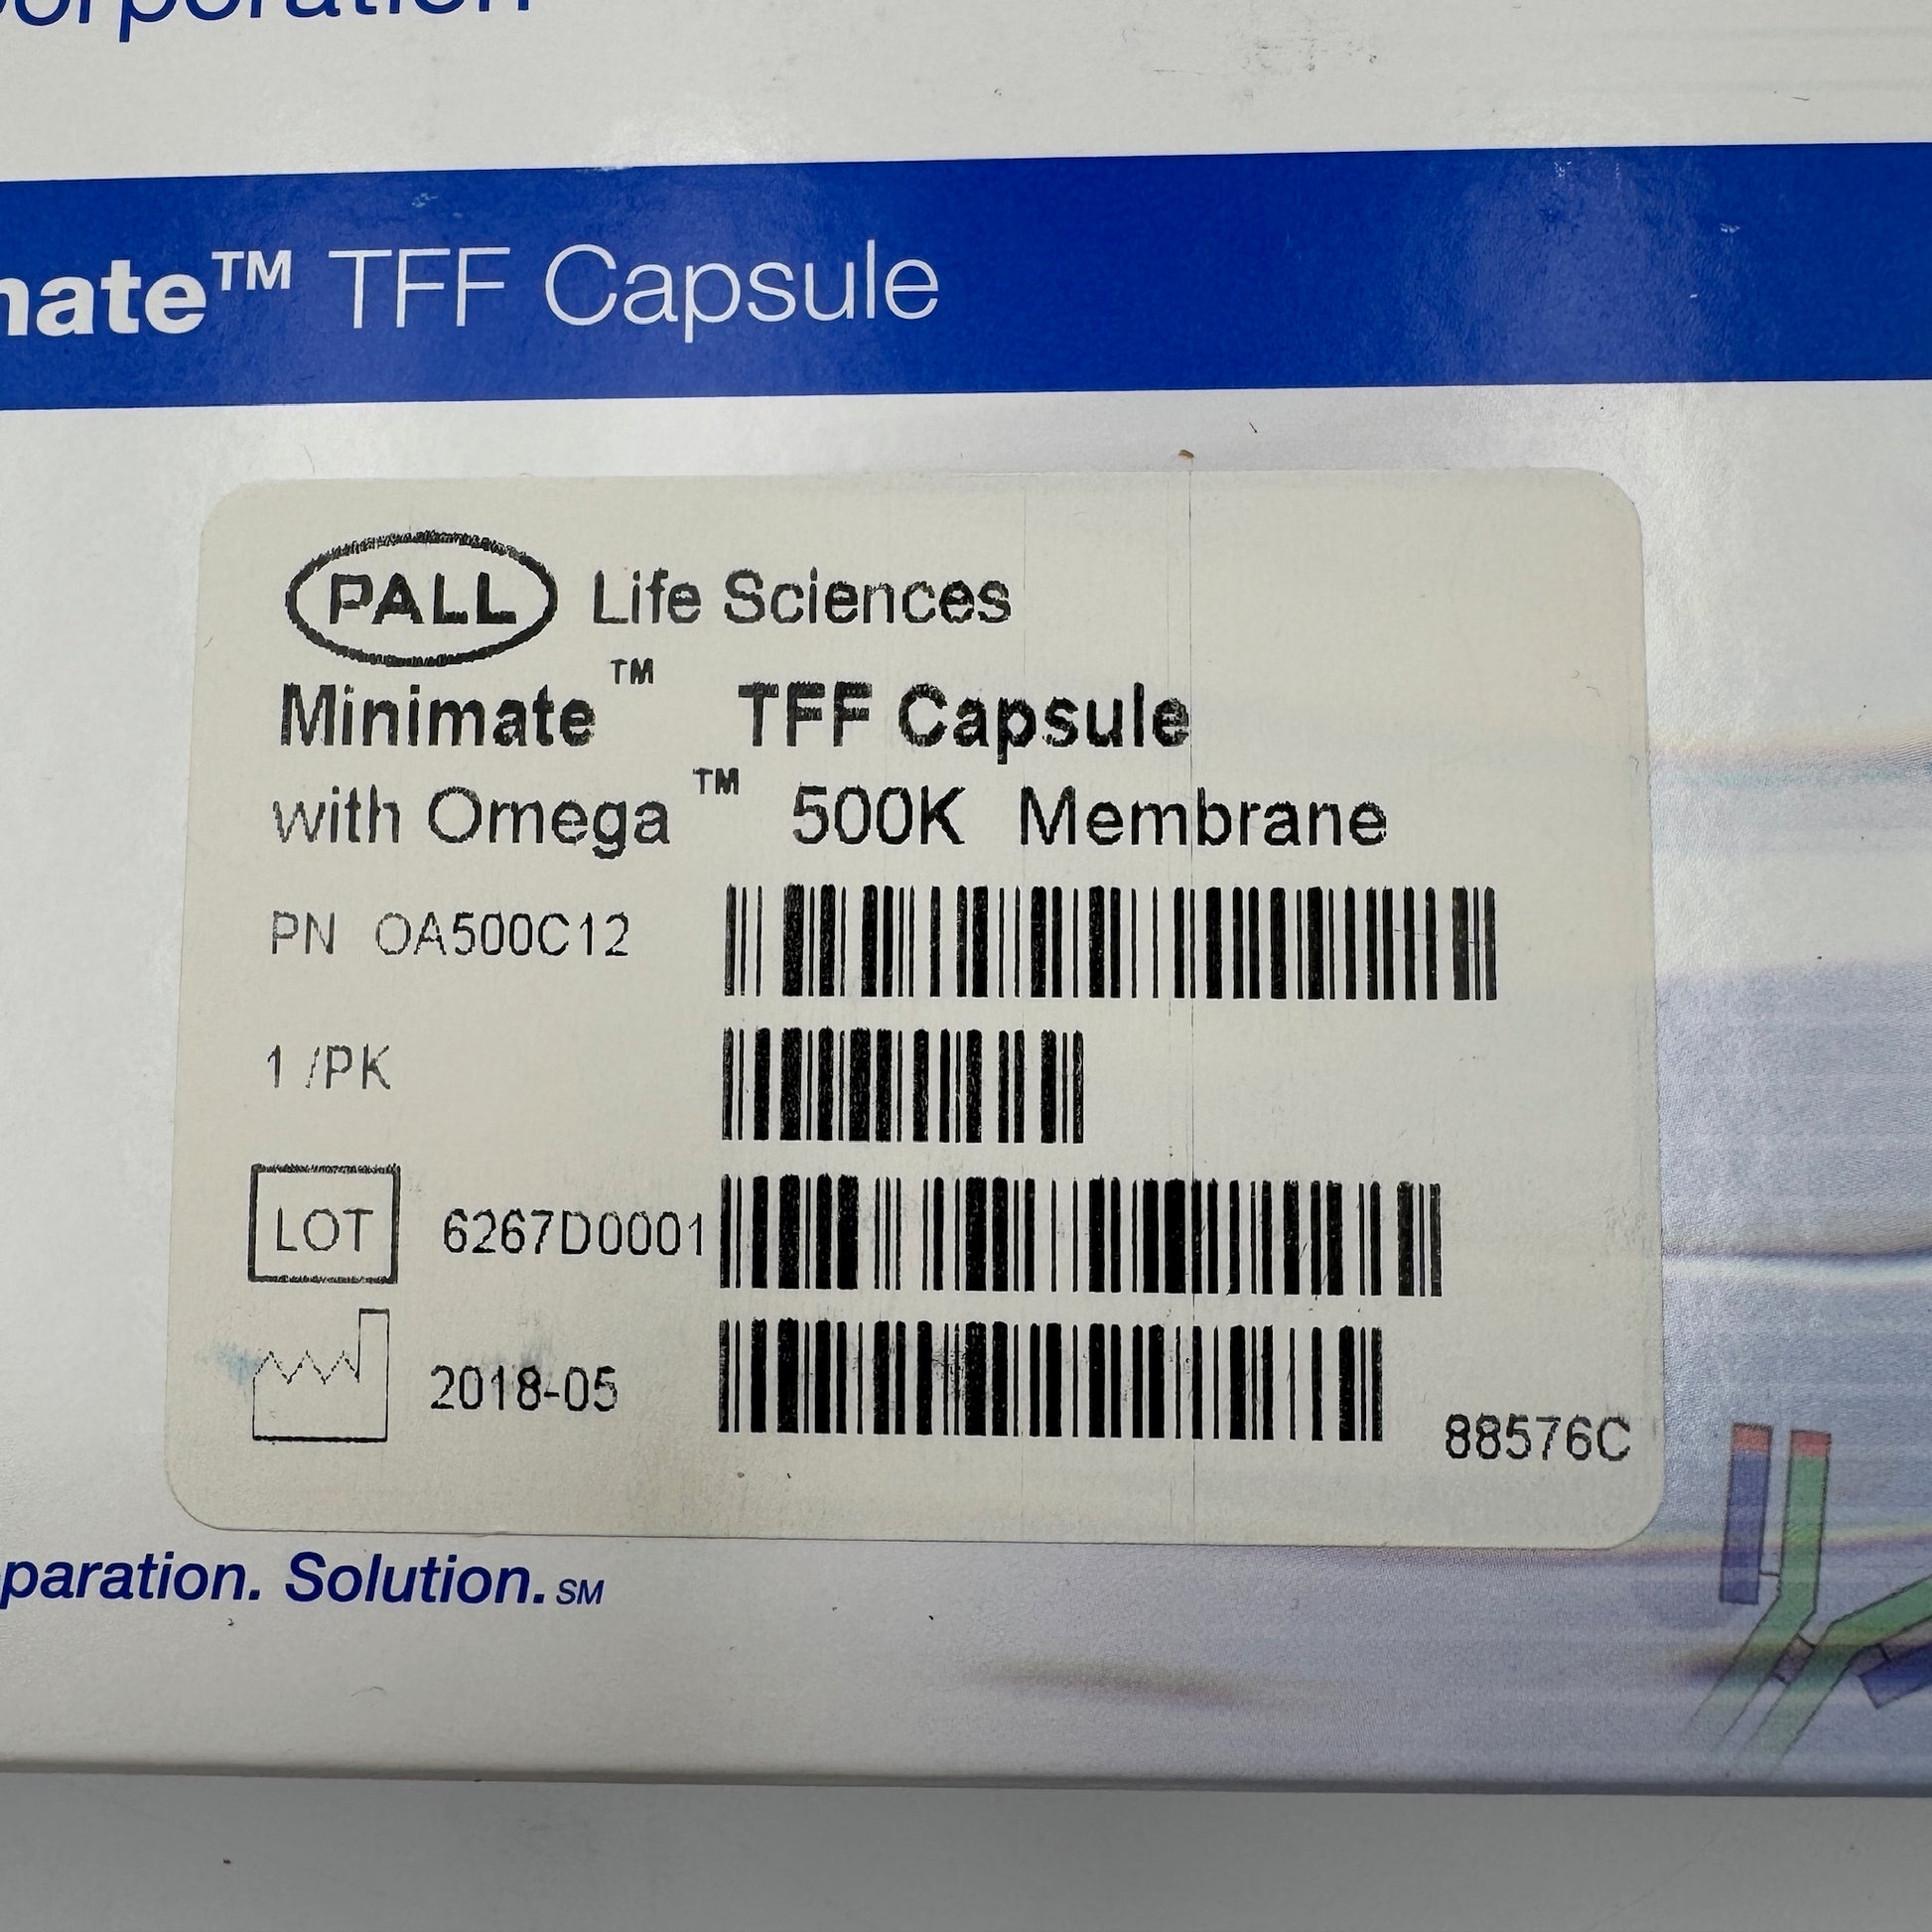 orporation
mate™ TFF Capsule
PALL Life Sciences
Minimate™ TFF Capsule
with Omega™ 500K Membrane
PN OA500C12
1 /PK
LOT 6267D0001
2018-05
88576C
paration. Solution.SM